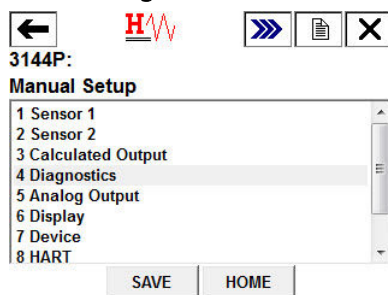 H
3144P:
Manual Setup
1 Sensor 1
2 Sensor 2
3 Calculated Output
4 Diagnostics
5 Analog Output
6 Display
7 Device
8 HART
SAVE HOME